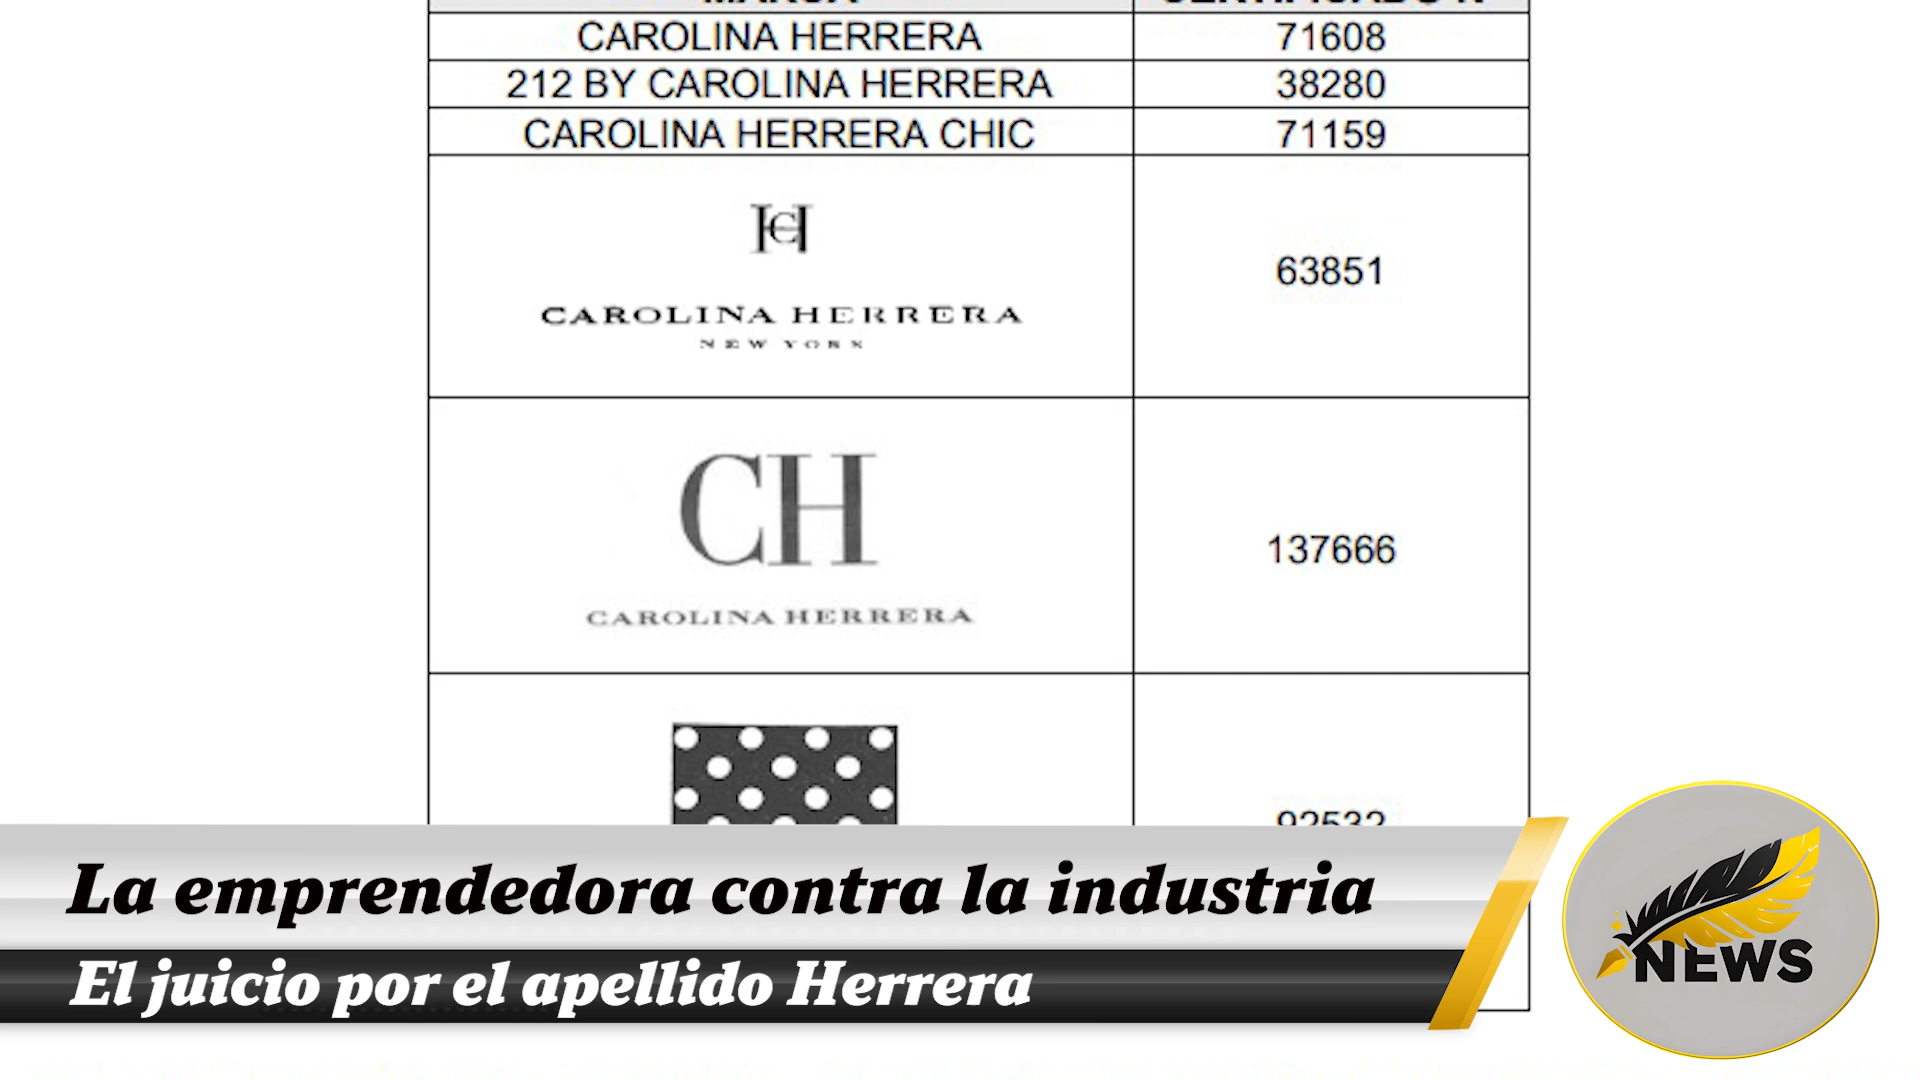 CAROLINA HERRERA 71608
212 BY CAROLINA HERRERA 38280
CAROLINA HERRERA CHIC 71159
CAROLINA HERRERA
NEW YORK
63851
CH
CAROLINA HERRERA
137666
92532
La emprendedora contra la industria
El juicio por el apellido Herrera
NEWS